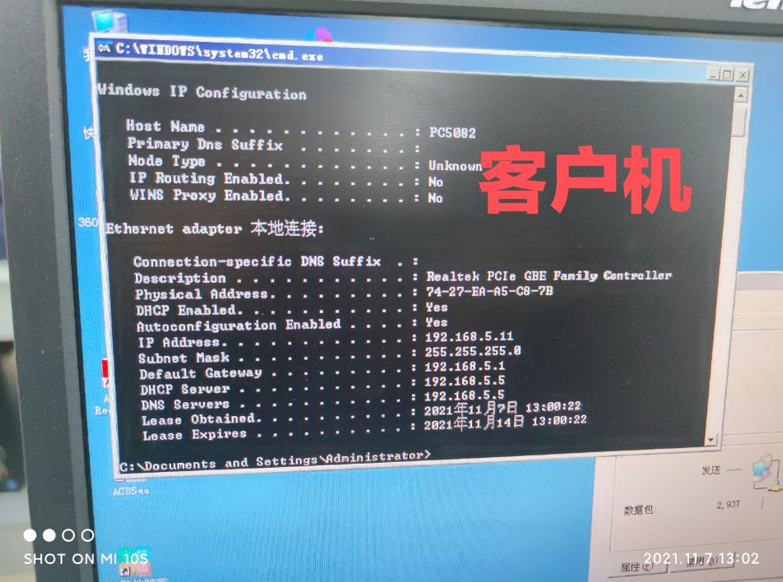 C:\WINDOWS\system32\cmd.exe
Windows IP Configuration
Host Name . . . . . . . . . . . . : PC5082
Primary Dns Suffix . . . . . . . :
Node Type . . . . . . . . . . . . : Unknown
IP Routing Enabled. . . . . . . . : No
WINS Proxy Enabled. . . . . . . . : No
客户机
Ethernet adapter 本地连接:
Connection-specific DNS Suffix . :
Description . . . . . . . . . . . : Realtek PCIe GBE Family Controller
Physical Address. . . . . . . . . : 74-27-EA-A5-C8-7B
DHCP Enabled. . . . . . . . . . . : Yes
Autoconfiguration Enabled . . . . : Yes
IP Address. . . . . . . . . . . . : 192.168.5.11
Subnet Mask . . . . . . . . . . . : 255.255.255.0
Default Gateway . . . . . . . . . : 192.168.5.1
DHCP Server . . . . . . . . . . . : 192.168.5.5
DNS Servers . . . . . . . . . . . : 192.168.5.5
Lease Obtained. . . . . . . . . . : 2021年11月7日 13:00:22
Lease Expires . . . . . . . . . . : 2021年11月14日 13:00:22
C:\Documents and Settings\Administrator>
ACDSee
发送
数据包:
2,937
属性
SHOT ON MI 10S
2021.11.7 13:02